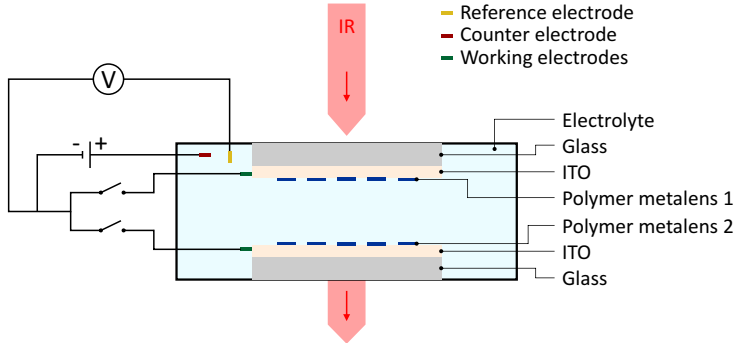 Reference electrode
Counter electrode
Working electrodes
IR
V
- +
Electrolyte
Glass
ITO
Polymer metalens 1
Polymer metalens 2
ITO
Glass